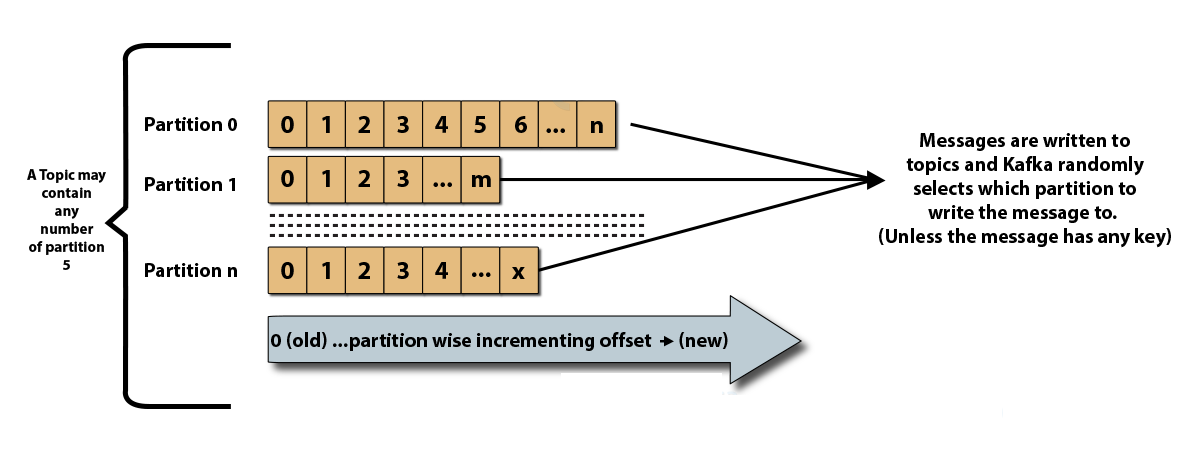 A Topic may
contain
any
number
of partition
5
Partition 0
0 1 2 3 4 5 6 ... n
Partition 1
0 1 2 3 ... m
Partition n
0 1 2 3 4 ... x
0 (old) ...partition wise incrementing offset → (new)
Messages are written to
topics and Kafka randomly
selects which partition to
write the message to.
(Unless the message has any key)